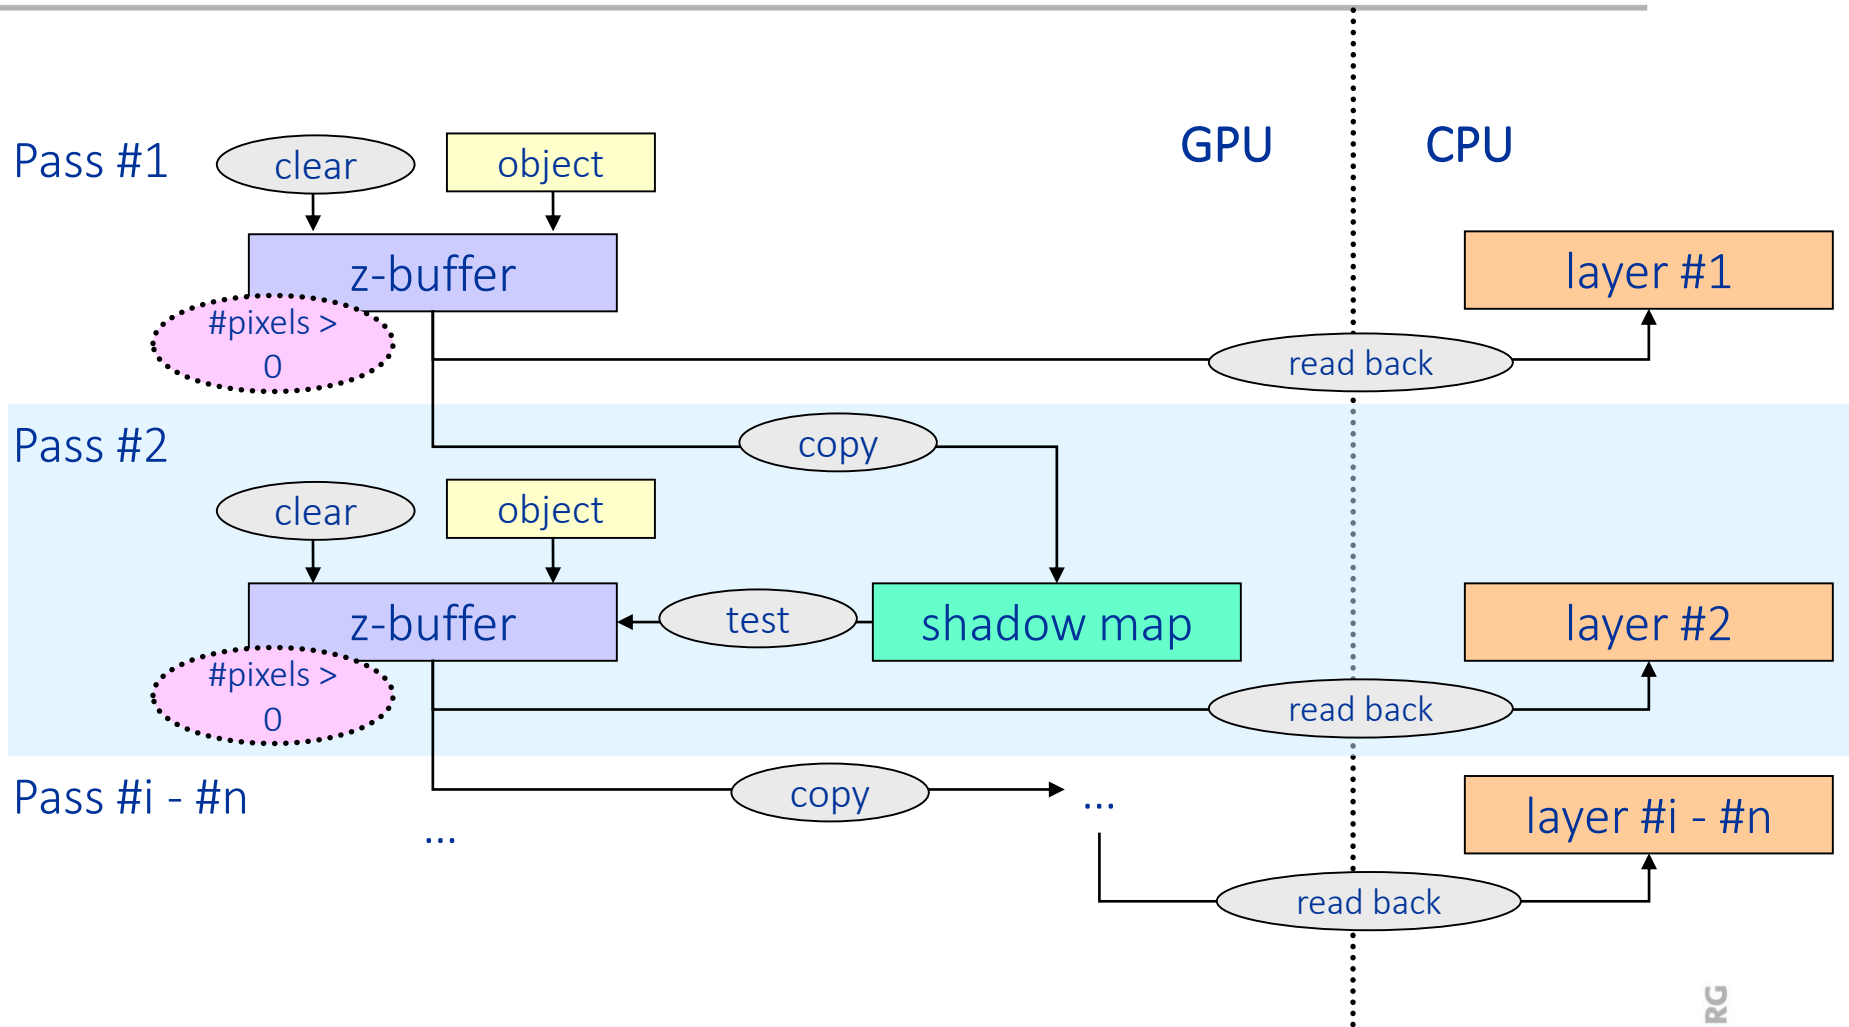 GPU
CPU
Pass #1
clear
object
z-buffer
layer #1
#pixels >
0
read back
Pass #2
copy
clear
object
z-buffer
test
shadow map
layer #2
#pixels >
0
read back
Pass #i - #n
copy
...
layer #i - #n
...
read back
RG